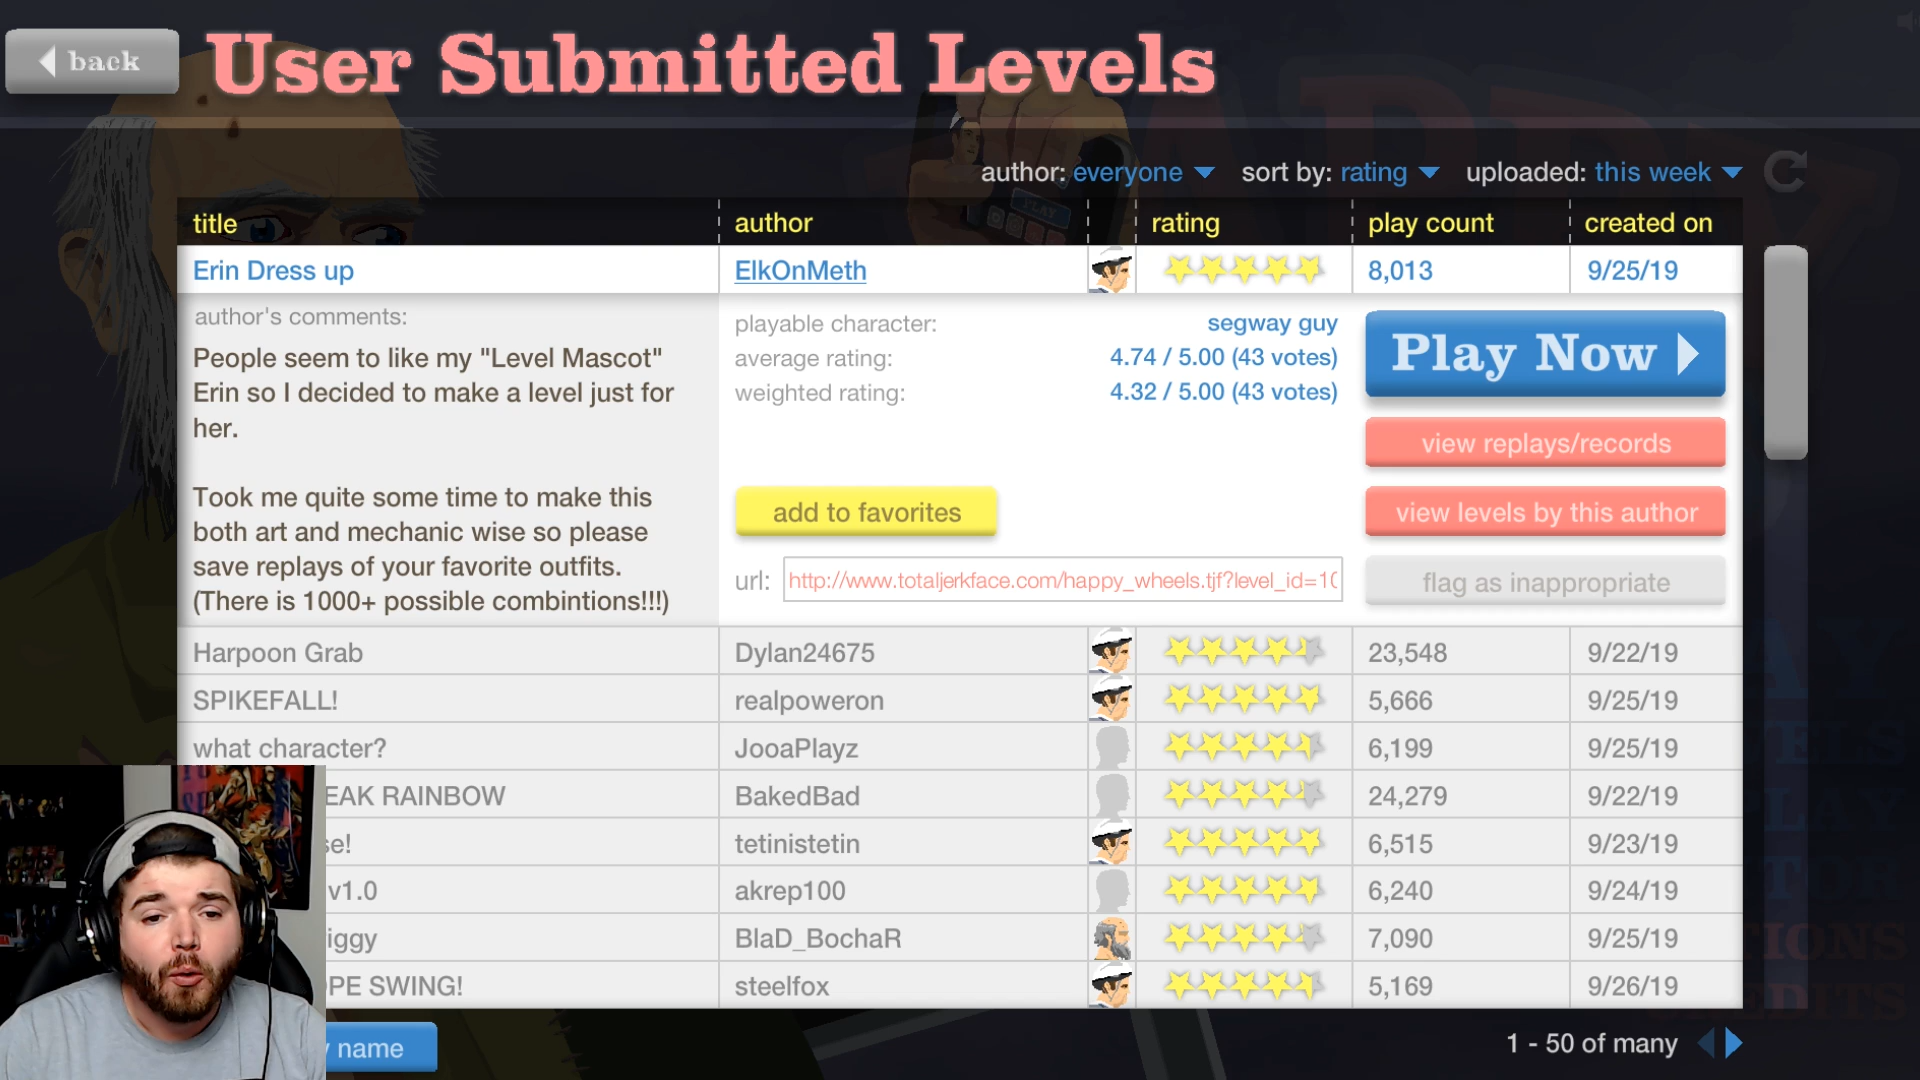 back
User Submitted Levels
author: everyone sort by: rating uploaded: this week
title author rating play count created on
Erin Dress up ElkOnMeth 8,013 9/25/19
author's comments:
People seem to like my "Level Mascot"
Erin so I decided to make a level just for
her.
Took me quite some time to make this
both art and mechanic wise so please
save replays of your favorite outfits.
(There is 1000+ possible combintions!!!)
playable character: segway guy
average rating: 4.74 / 5.00 (43 votes)
weighted rating: 4.32 / 5.00 (43 votes)
add to favorites
url: http://www.totaljerkface.com/happy_wheels.tjf?level_id=10
Play Now
view replays/records
view levels by this author
flag as inappropriate
Harpoon Grab Dylan24675 23,548 9/22/19
SPIKEFALL! realpoweron 5,666 9/25/19
what character? JooaPlayz 6,199 9/25/19
EAK RAINBOW BakedBad 24,279 9/22/19
se! tetinistetin 6,515 9/23/19
v1.0 akrep100 6,240 9/24/19
iggy BlaD_BochaR 7,090 9/25/19
OPE SWING! steelfox 5,169 9/26/19
y name
1 - 50 of many